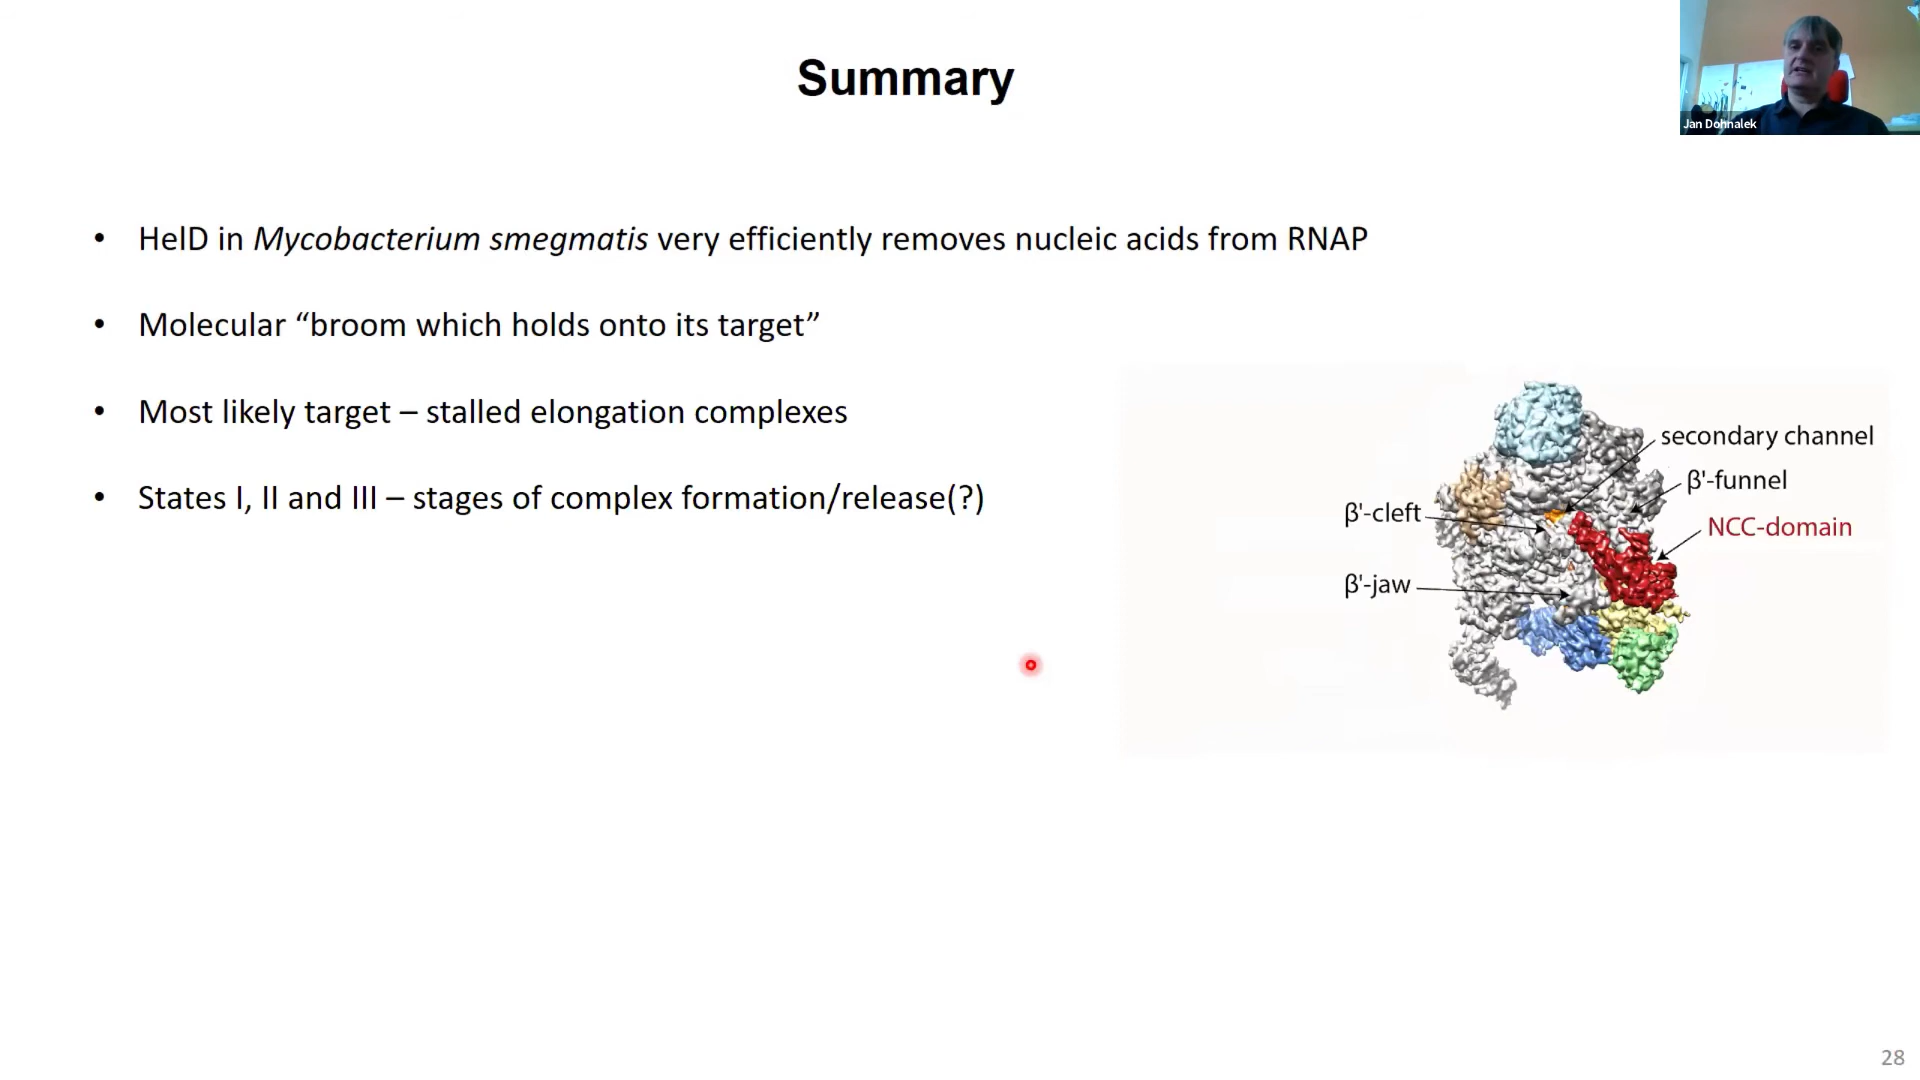 Summary
Jan Dohnalek
• HelD in Mycobacterium smegmatis very efficiently removes nucleic acids from RNAP
• Molecular “broom which holds onto its target”
• Most likely target – stalled elongation complexes
• States I, II and III – stages of complex formation/release(?)
secondary channel
β'-funnel
β'-cleft
NCC-domain
β'-jaw
28